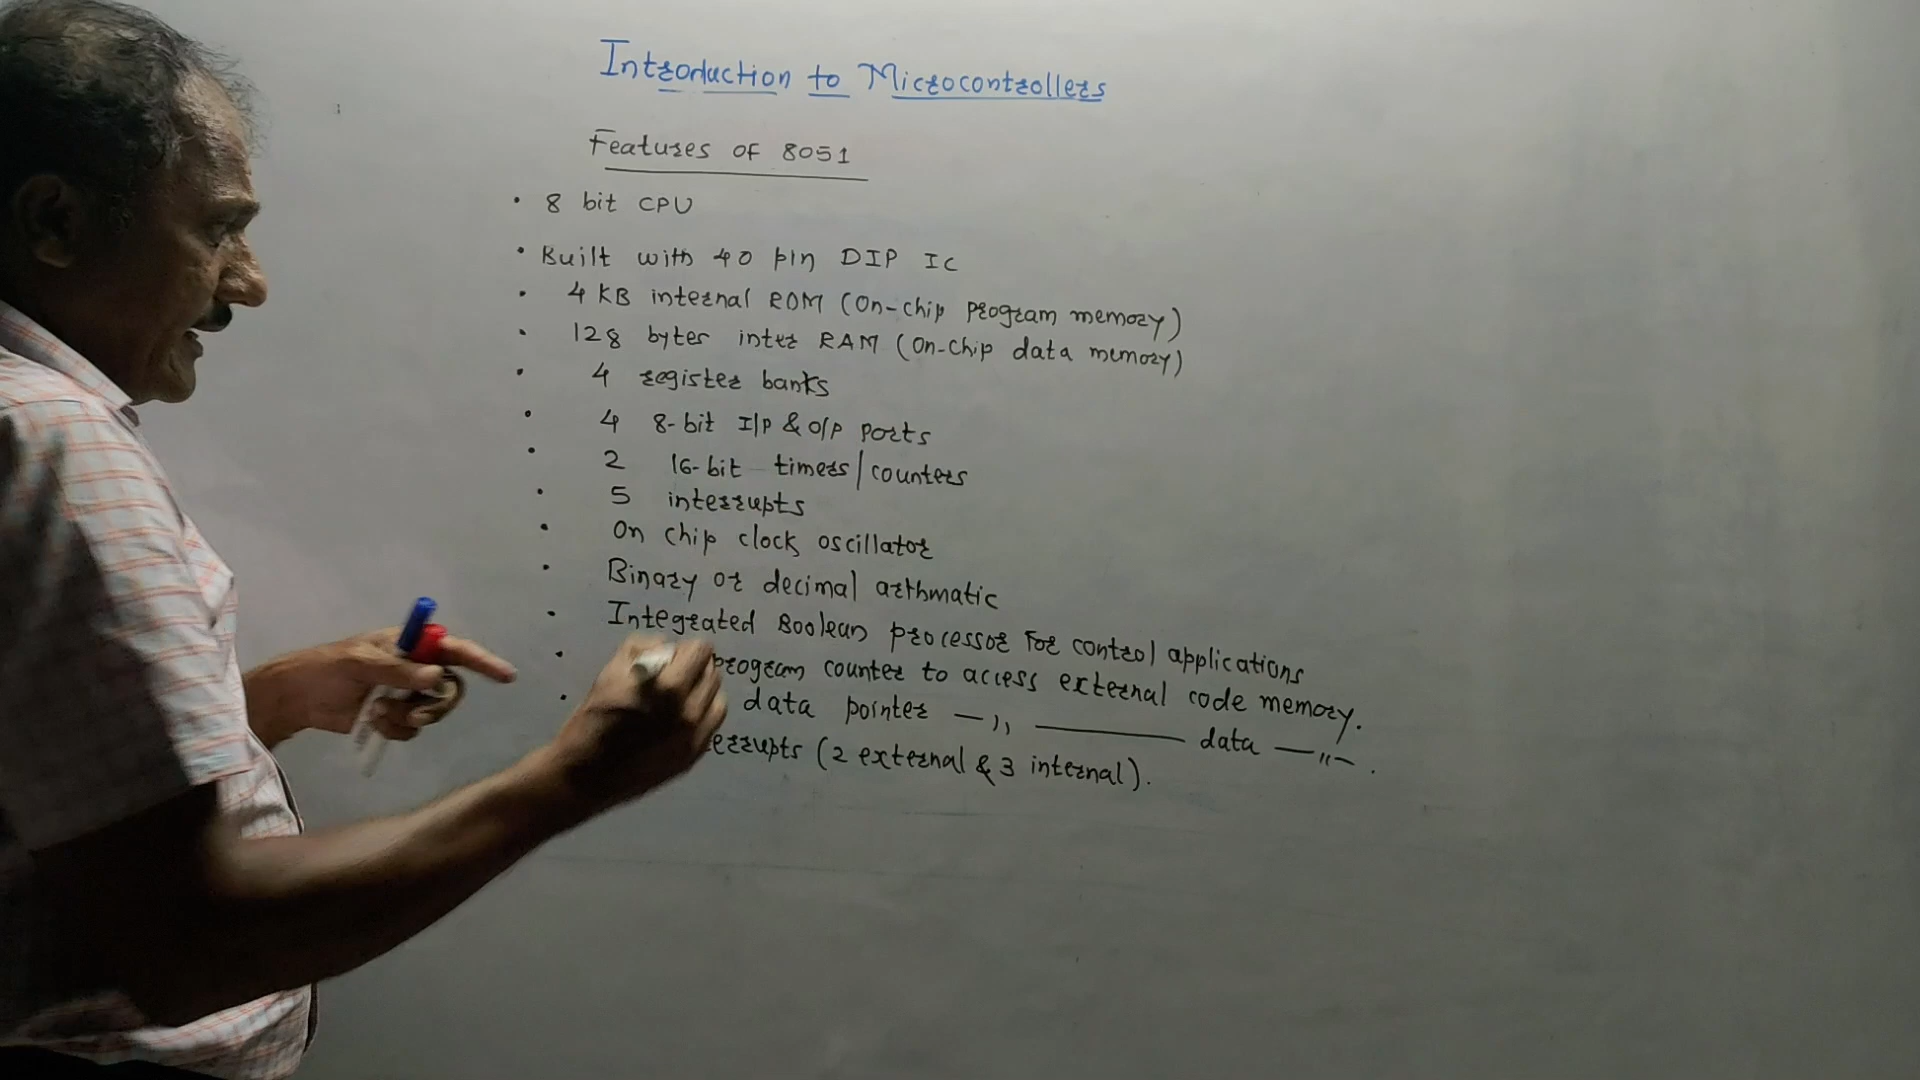 Introduction to Microcontrollers
Features of 8051
• 8 bit CPU
• Built with 40 pin DIP IC
• 4 KB internal ROM (On-chip program memory)
• 128 bytes inter RAM (On-chip data memory)
• 4 register banks
• 4 8-bit I/P & O/P ports
• 2 16-bit timers/counters
• 5 interrupts
• On chip clock oscillator
• Binary or decimal arthmatic
• Integrated Boolean processor for control applications
• program counter to access external code memory.
• data pointer —,,—— data —"— .
errupts (2 external & 3 internal).